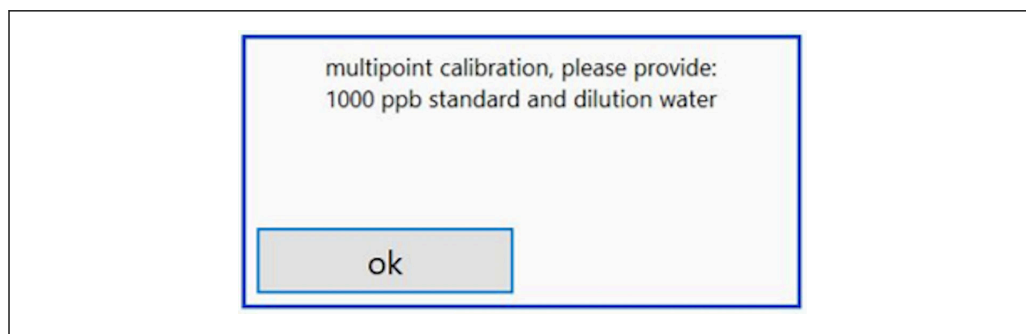 multipoint calibration, please provide:
1000 ppb standard and dilution water
ok